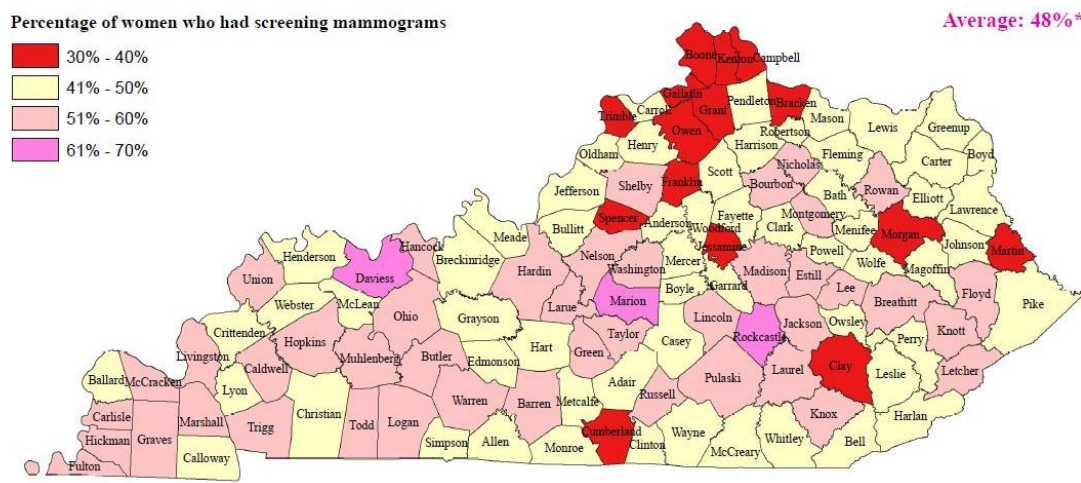 Percentage of women who had screening mammograms
Average: 48%*
30% - 40%
41% - 50%
51% - 60%
61% - 70%
Boone
Kenton
Campbell
Gallatin
Grant
Pendleton
Bracken
Trimble
Carroll
Owen
Robertson
Mason
Lewis
Greenup
Oldham
Henry
Harrison
Fleming
Carter
Boyd
Nicholas
Scott
Jefferson
Shelby
Franklin
Bourbon
Bath
Rowan
Elliott
Lawrence
Spencer
Anderson
Woodford
Fayette
Montgomery
Clark
Menifee
Morgan
Martin
Bullitt
Meade
Hancock
Breckinridge
Nelson
Jessamine
Powell
Johnson
Henderson
Union
Daviess
Hardin
Washington
Mercer
Madison
Estill
Wolfe
Magoffin
Webster
McLean
Ohio
Larue
Marion
Boyle
Garrard
Lee
Breathitt
Floyd
Pike
Crittenden
Hopkins
Grayson
Lincoln
Rockcastle
Jackson
Owsley
Knott
Livingston
Caldwell
Muhlenberg
Butler
Edmonson
Hart
Green
Taylor
Casey
Perry
Ballard
McCracken
Lyon
Warren
Adair
Pulaski
Laurel
Clay
Leslie
Letcher
Carlisle
Marshall
Christian
Barren
Metcalfe
Russell
Knox
Harlan
Hickman
Graves
Trigg
Todd
Logan
Cumberland
Wayne
Whitley
Bell
Fulton
Calloway
Simpson
Allen
Monroe
Clinton
McCreary